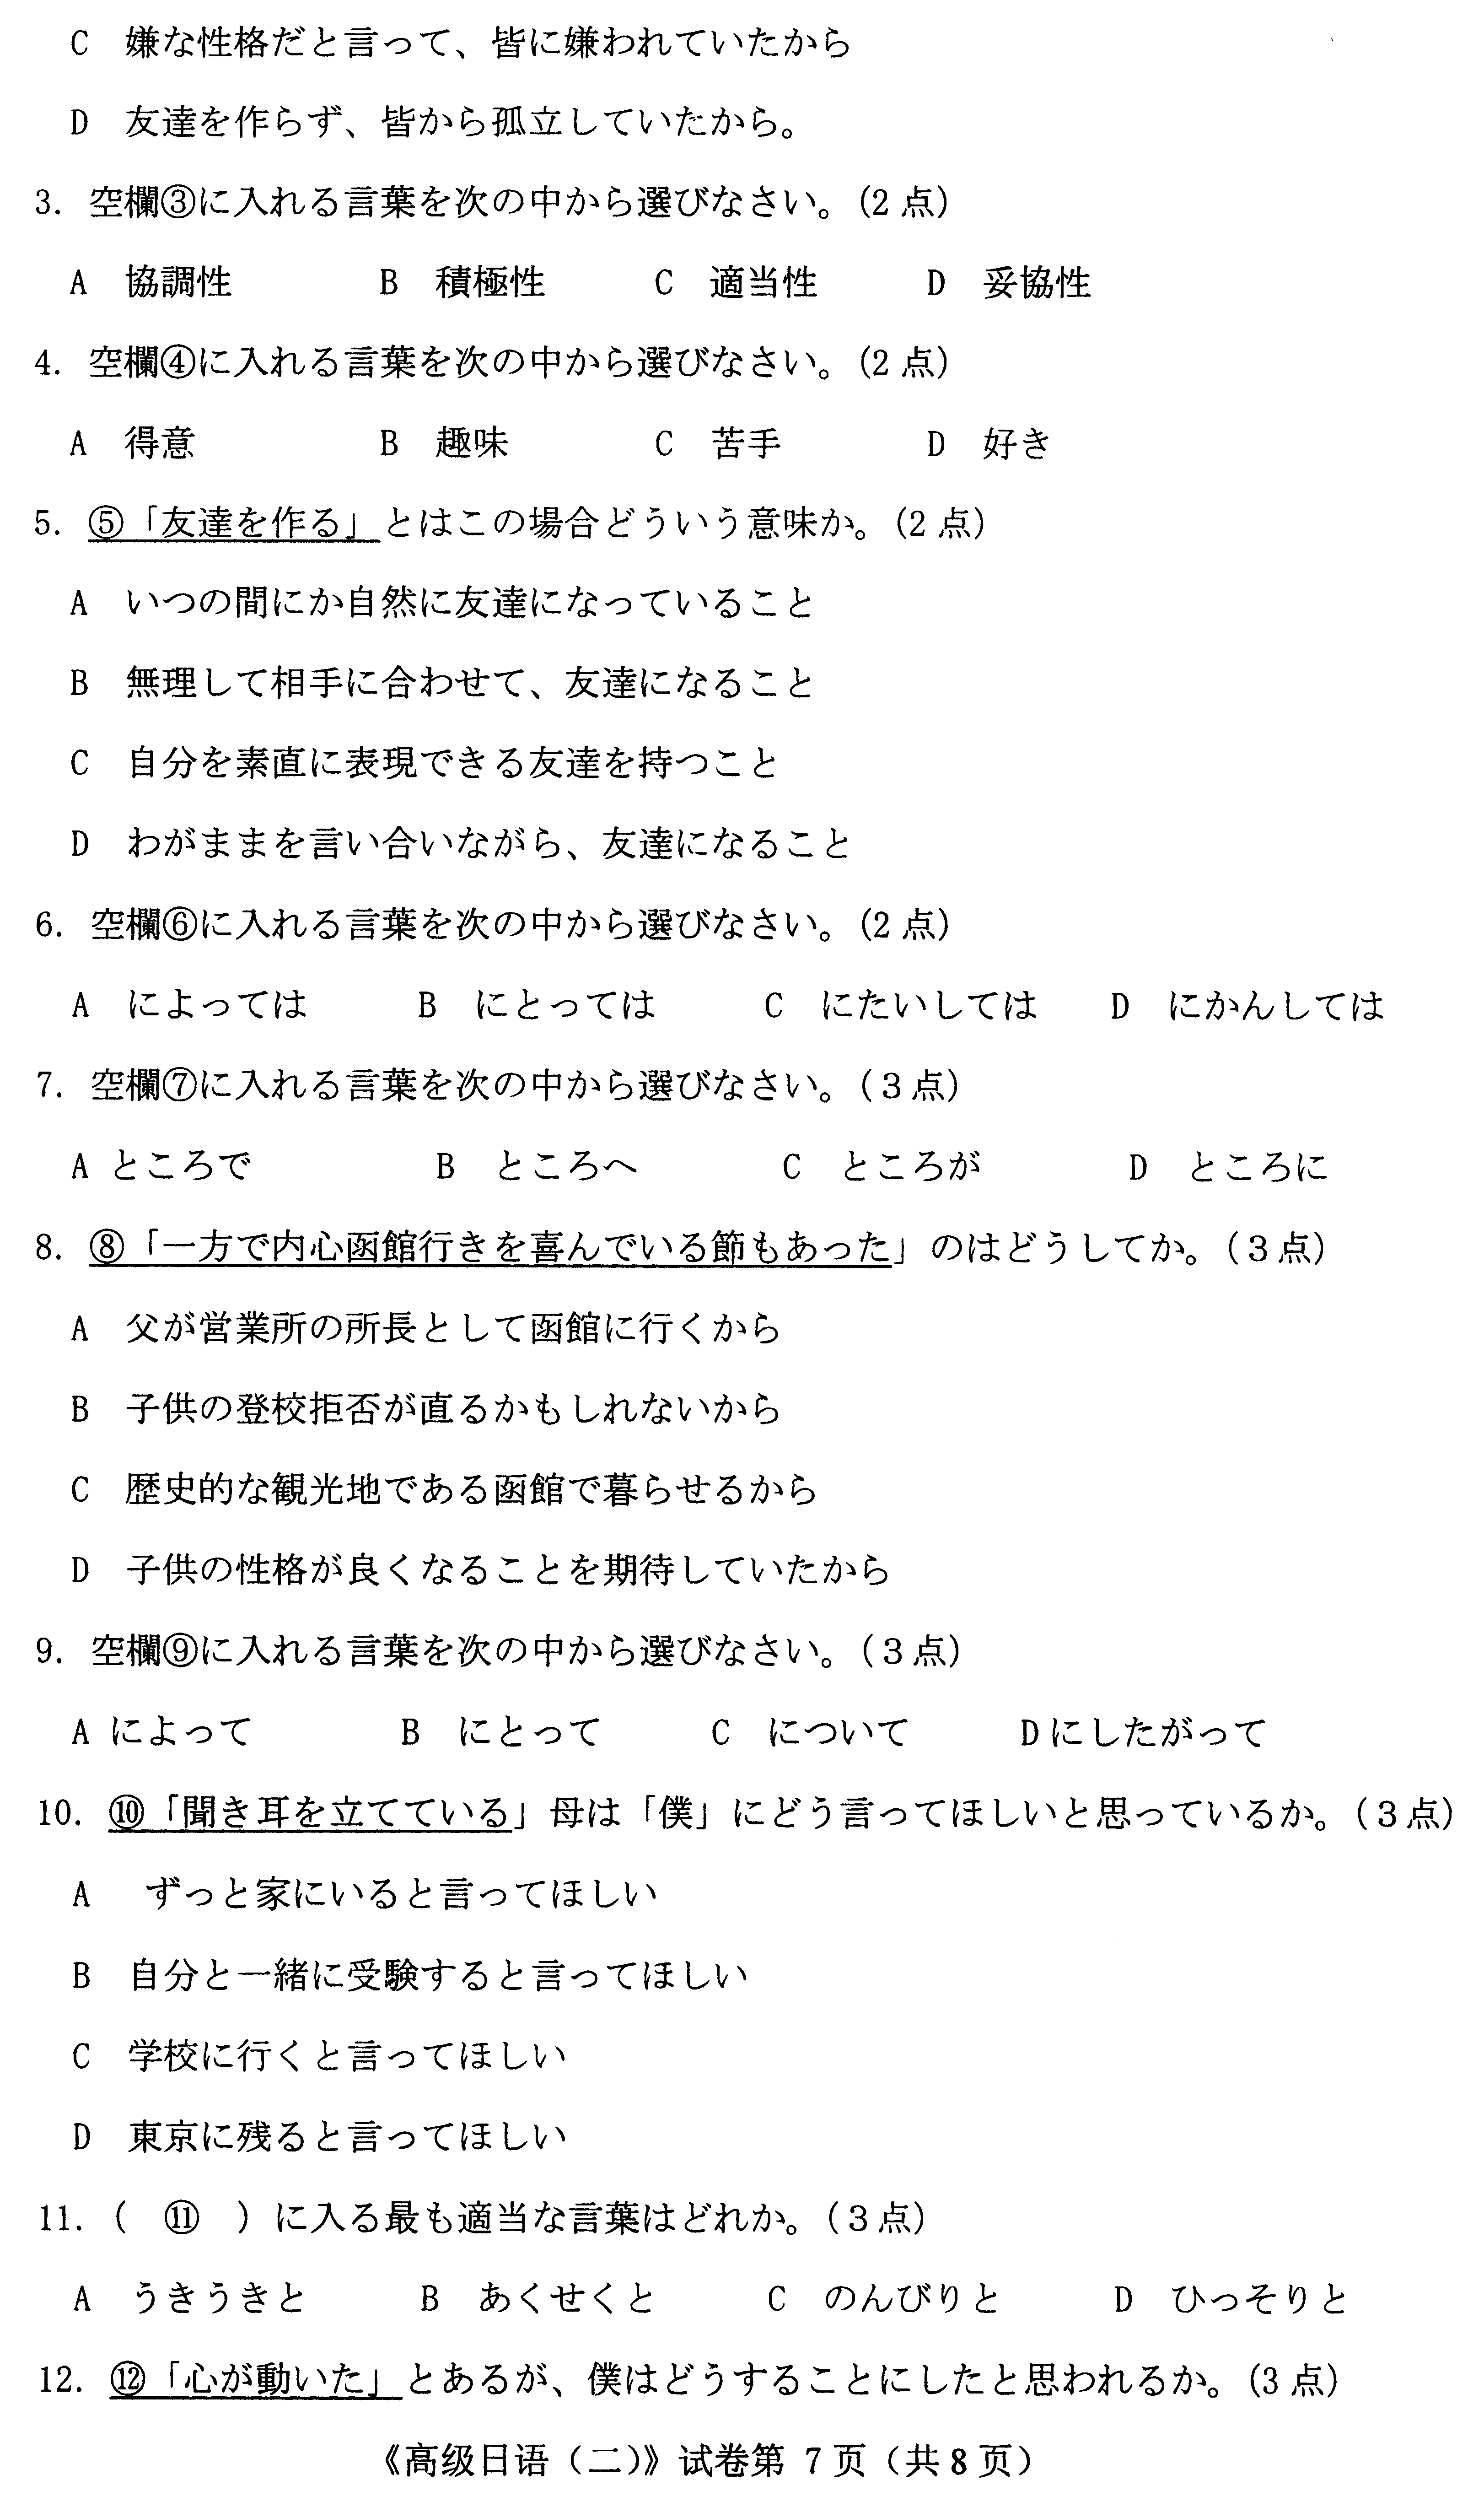 C 嫌な性格だと言って、皆に嫌われていたから
D 友達を作らず、皆から孤立していたから。
3. 空欄③に入れる言葉を次の中から選びなさい。(2 点)
A 協調性 B 積極性 C 適当性 D 妥協性
4. 空欄④に入れる言葉を次の中から選びなさい。(2 点)
A 得意 B 趣味 C 苦手 D 好き
5. ⑤「友達を作る」とはこの場合どういう意味か。(2 点)
A いつの間にか自然に友達になっていること
B 無理して相手に合わせて、友達になること
C 自分を素直に表現できる友達を持つこと
D わがままを言い合いながら、友達になること
6. 空欄⑥に入れる言葉を次の中から選びなさい。(2 点)
A によっては B にとっては C にたいしては D にかんしては
7. 空欄⑦に入れる言葉を次の中から選びなさい。(3 点)
A ところで B ところへ C ところが D ところに
8. ⑧「一方で内心函館行きを喜んでいる節もあった」のはどうしてか。(3 点)
A 父が営業所の所長として函館に行くから
B 子供の登校拒否が直るかもしれないから
C 歴史的な観光地である函館で暮らせるから
D 子供の性格が良くなることを期待していたから
9. 空欄⑨に入れる言葉を次の中から選びなさい。(3 点)
A によって B にとって C について D にしたがって
10. ⑩「聞き耳を立てている」母は「僕」にどう言ってほしいと思っているか。(3 点)
A ずっと家にいると言ってほしい
B 自分と一緒に受験すると言ってほしい
C 学校に行くと言ってほしい
D 東京に残ると言ってほしい
11. ( ⑪ ) に入る最も適当な言葉はどれか。(3 点)
A うきうきと B あくせくと C のんびりと D ひっそりと
12. ⑫「心が動いた」とあるが、僕はどうすることにしたと思われるか。(3 点)
《高级日语（二）》试卷第 7 页（共 8 页）